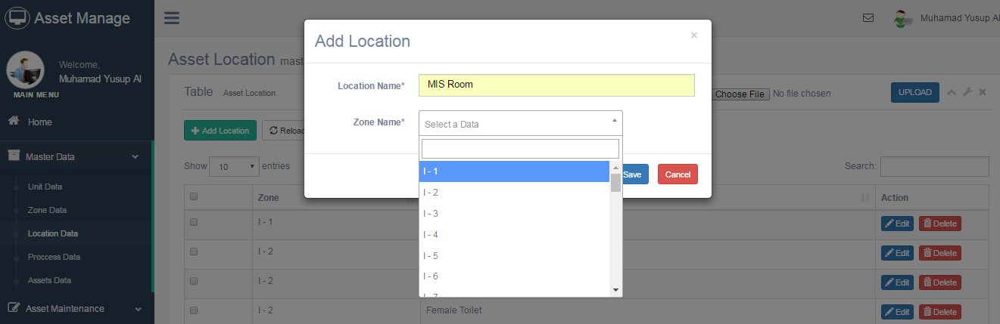 Asset Manage
Muhamad Yusup Al
Welcome,
Muhamad Yusup Al
MAIN MENU
Home
Master Data
Unit Data
Zone Data
Location Data
Proccess Data
Assets Data
Asset Maintenance
Asset Location mast
Table Asset Location
Choose File No file chosen
UPLOAD
+ Add Location
Reload
Show 10 entries
Search:
Zone
Action
I - 1
Edit Delete
I - 2
Edit Delete
I - 2
Edit Delete
I - 2
Female Toilet
Edit Delete
Add Location
×
Location Name*
MIS Room
Zone Name*
Select a Data
I - 1
I - 2
I - 3
I - 4
I - 5
I - 6
I - 7
Save
Cancel